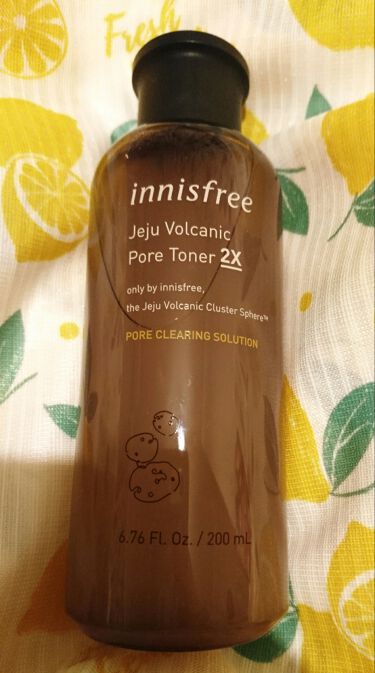 Fresh
innisfree
Jeju Volcanic
Pore Toner 2X
only by innisfree,
the Jeju Volcanic Cluster Sphere™
PORE CLEARING SOLUTION
6.76 Fl. Oz. / 200 mL